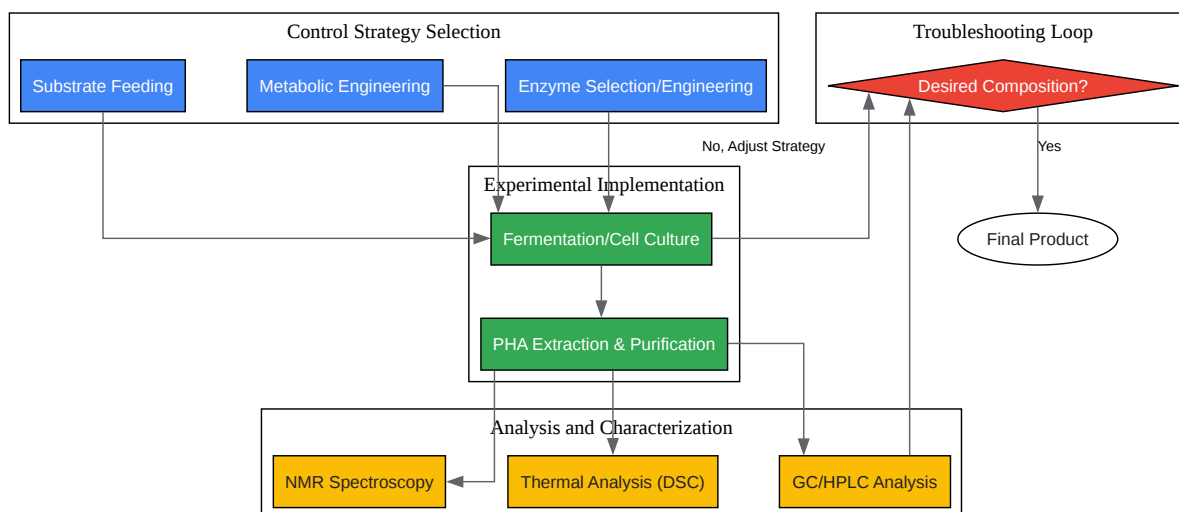 Control Strategy Selection
Troubleshooting Loop
Substrate Feeding
Metabolic Engineering
Enzyme Selection/Engineering
Desired Composition?
No, Adjust Strategy
Yes
Experimental Implementation
Fermentation/Cell Culture
Final Product
PHA Extraction & Purification
Analysis and Characterization
NMR Spectroscopy
Thermal Analysis (DSC)
GC/HPLC Analysis